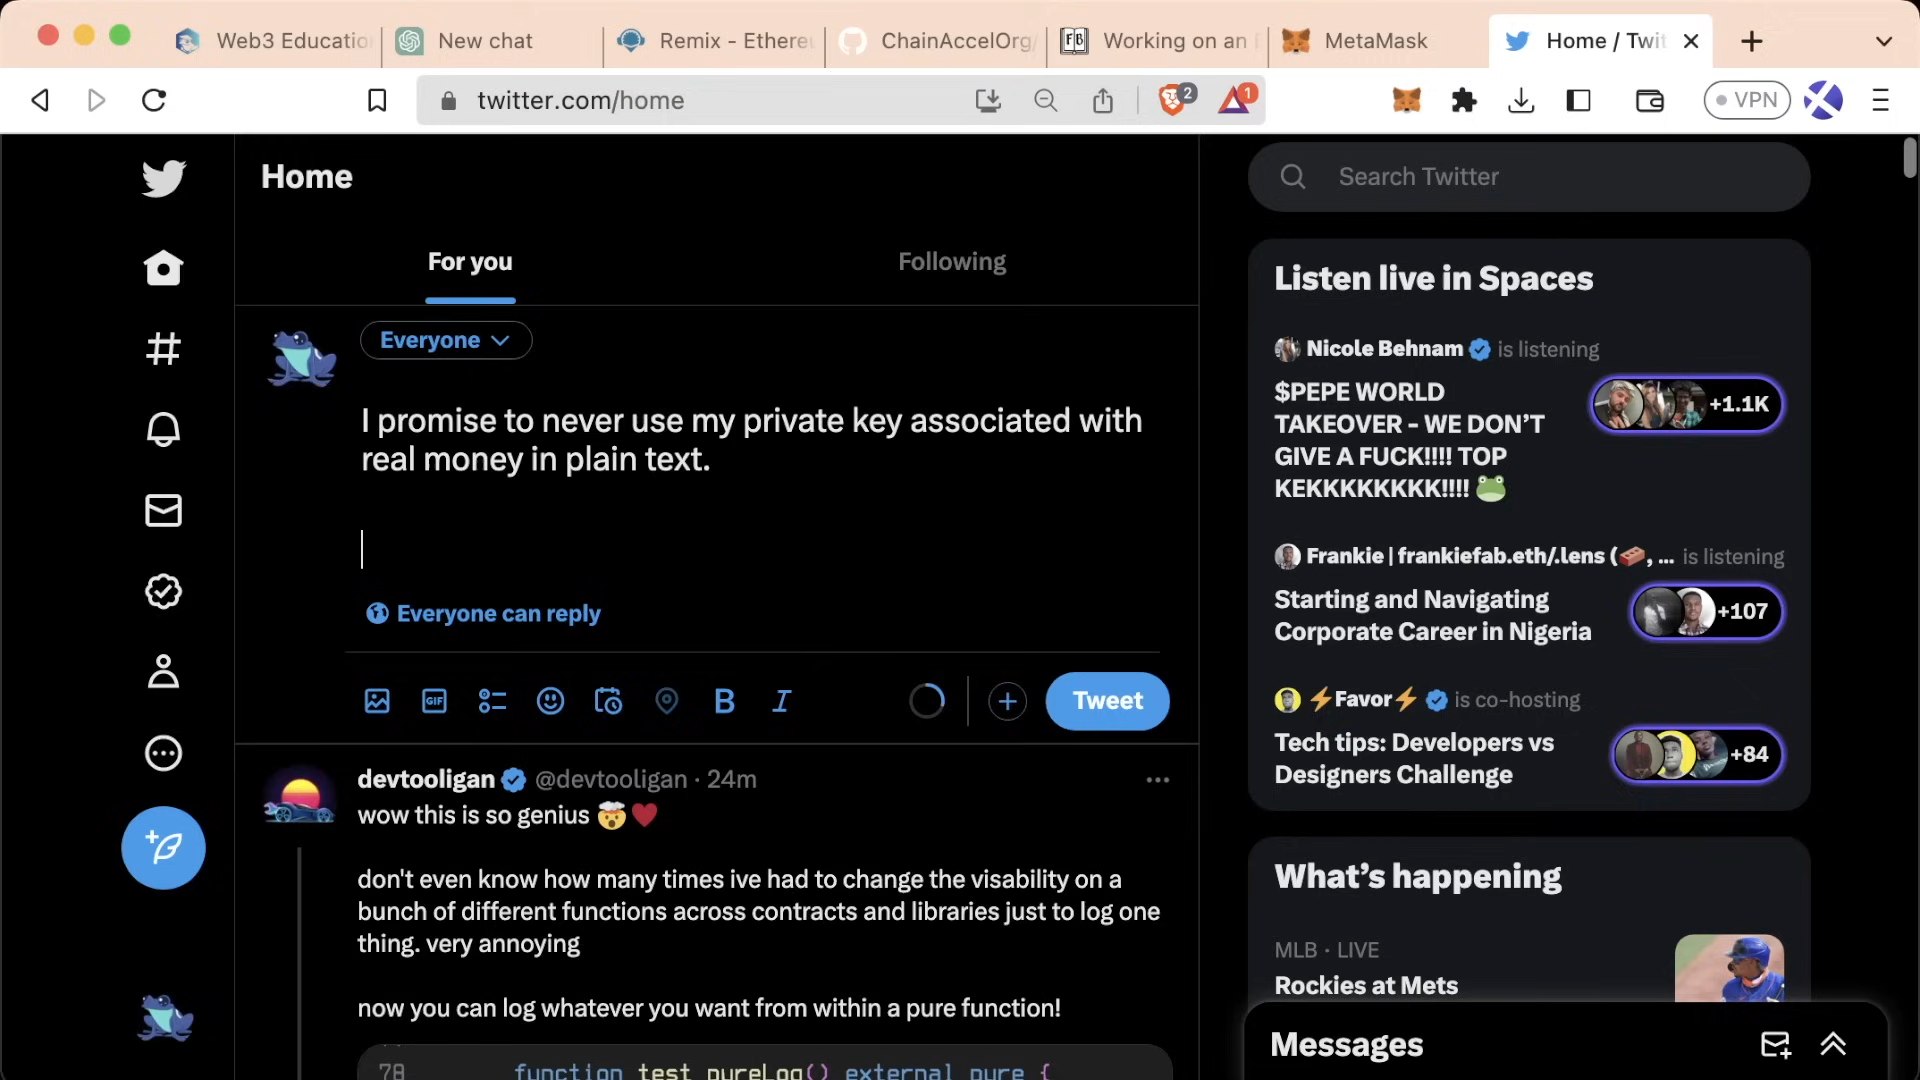 Web3 Educatio
New chat
Remix - Ethere
ChainAccelOrg/
Working on an
MetaMask
Home / Twit
twitter.com/home
2
1
VPN
Home
For you
Following
Everyone
I promise to never use my private key associated with
real money in plain text.
Everyone can reply
GIF
B
I
Tweet
devtooligan @devtooligan · 24m
wow this is so genius 🤯♥
don't even know how many times ive had to change the visability on a
bunch of different functions across contracts and libraries just to log one
thing. very annoying
now you can log whatever you want from within a pure function!
78 function test_pureLog() external pure {
Search Twitter
Listen live in Spaces
Nicole Behnam is listening
$PEPE WORLD
TAKEOVER - WE DON'T
GIVE A FUCK!!!! TOP
KEKKKKKKKK!!!! 🐸
+1.1K
Frankie | frankiefab.eth/.lens (🧱, ... is listening
Starting and Navigating
Corporate Career in Nigeria
+107
⚡Favor⚡ is co-hosting
Tech tips: Developers vs
Designers Challenge
+84
What's happening
MLB · LIVE
Rockies at Mets
Messages